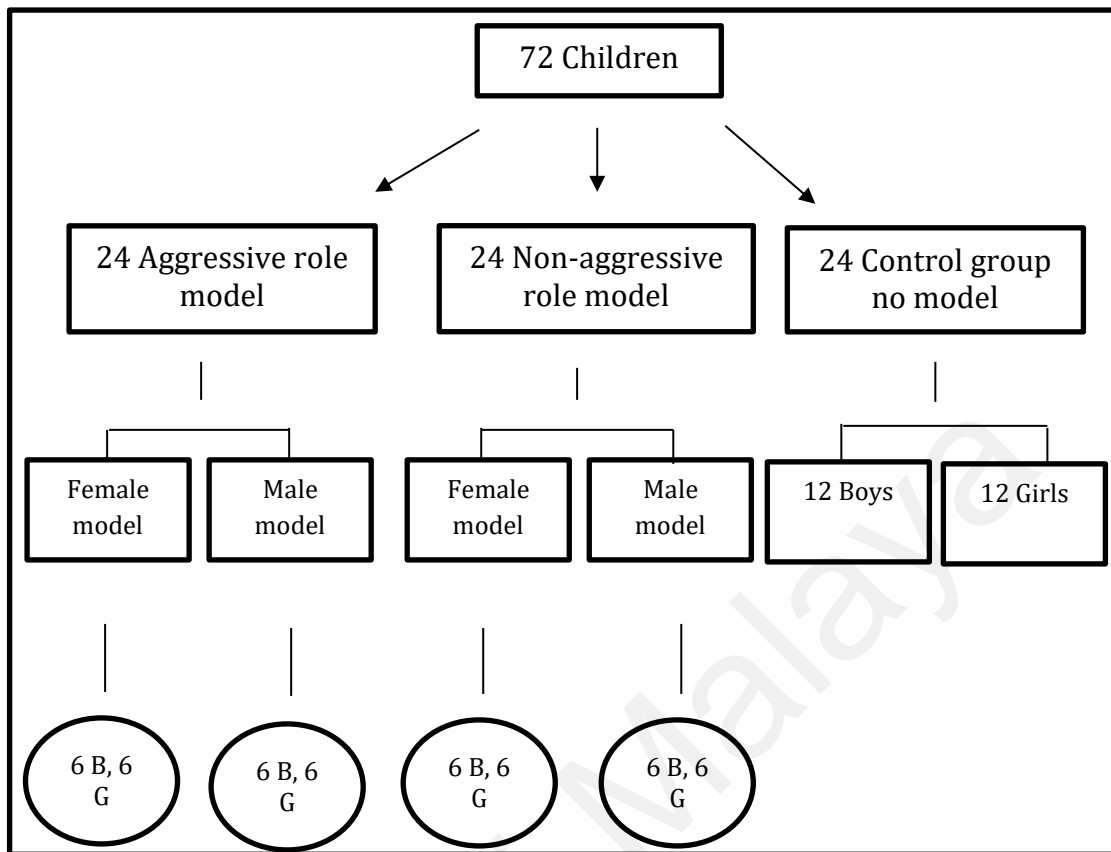 72 Children
24 Aggressive role
model
24 Non-aggressive
role model
24 Control group
no model
Female
model
Male
model
Female
model
Male
model
12 Boys
12 Girls
6 B, 6
G
6 B, 6
G
6 B, 6
G
6 B, 6
G
Malaya